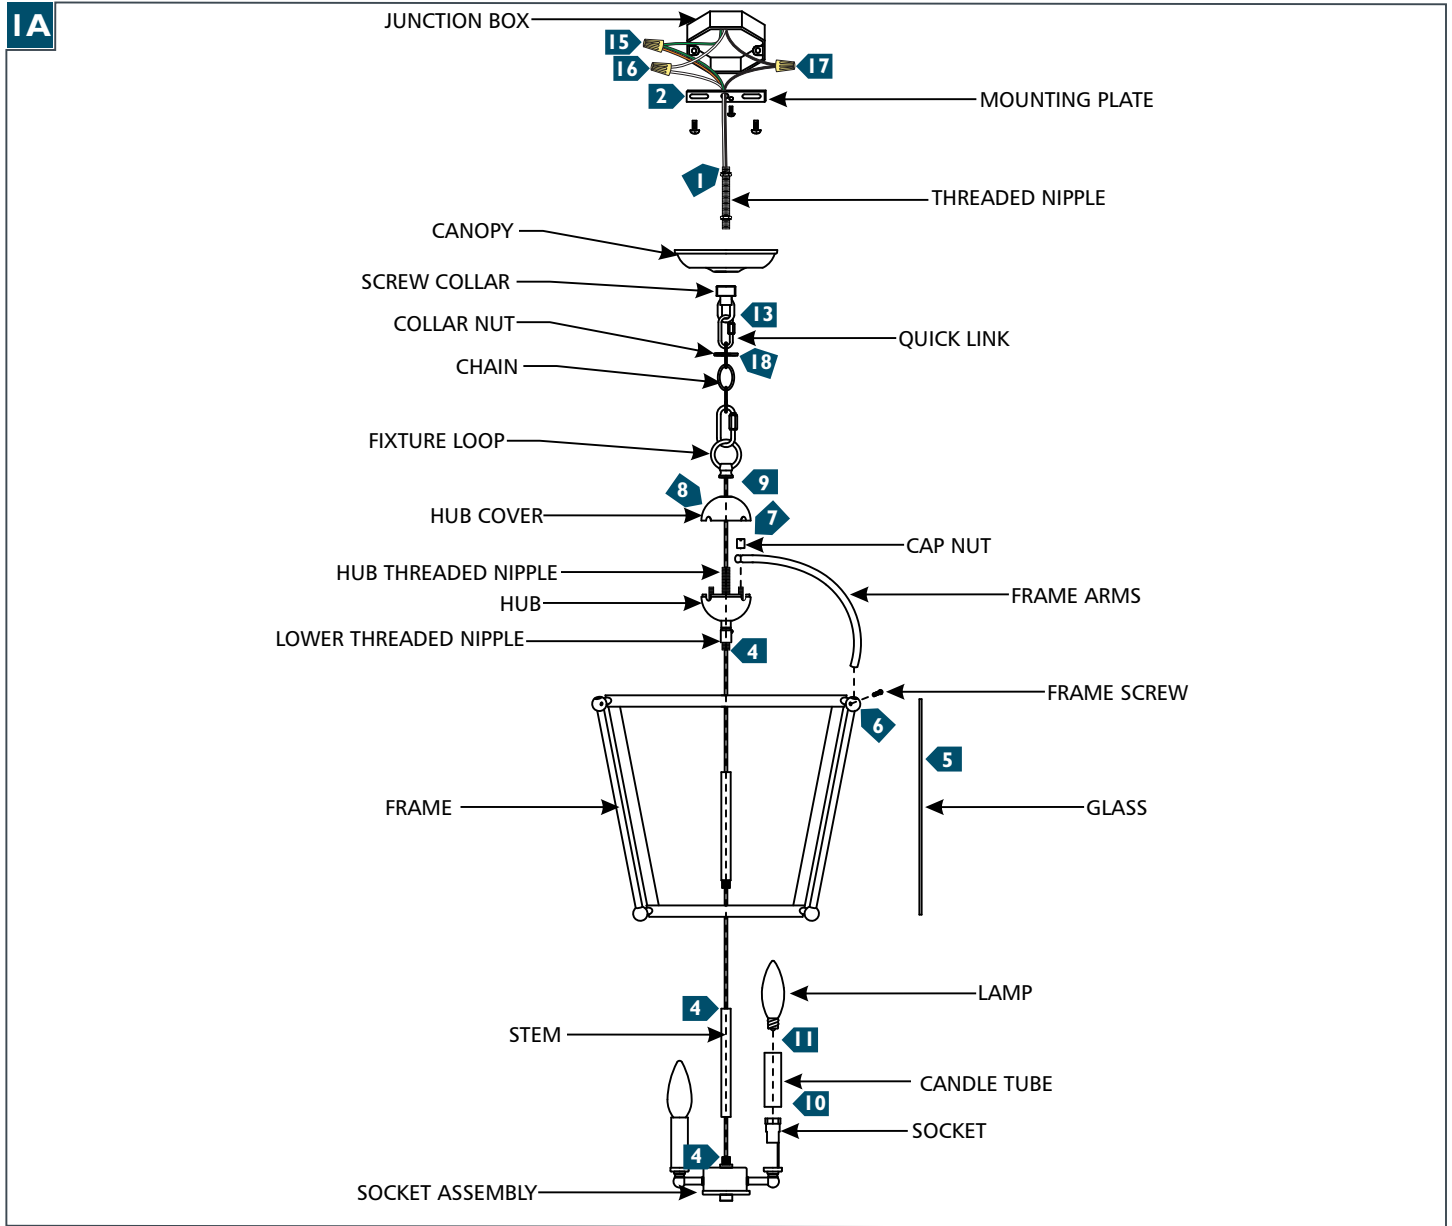 1A
JUNCTION BOX
15
16
17
2
MOUNTING PLATE
1
THREADED NIPPLE
CANOPY
SCREW COLLAR
13
COLLAR NUT
QUICK LINK
18
CHAIN
FIXTURE LOOP
8
9
HUB COVER
7
CAP NUT
HUB THREADED NIPPLE
HUB
FRAME ARMS
LOWER THREADED NIPPLE
4
FRAME SCREW
6
5
FRAME
GLASS
LAMP
4
STEM
11
CANDLE TUBE
10
SOCKET
4
SOCKET ASSEMBLY